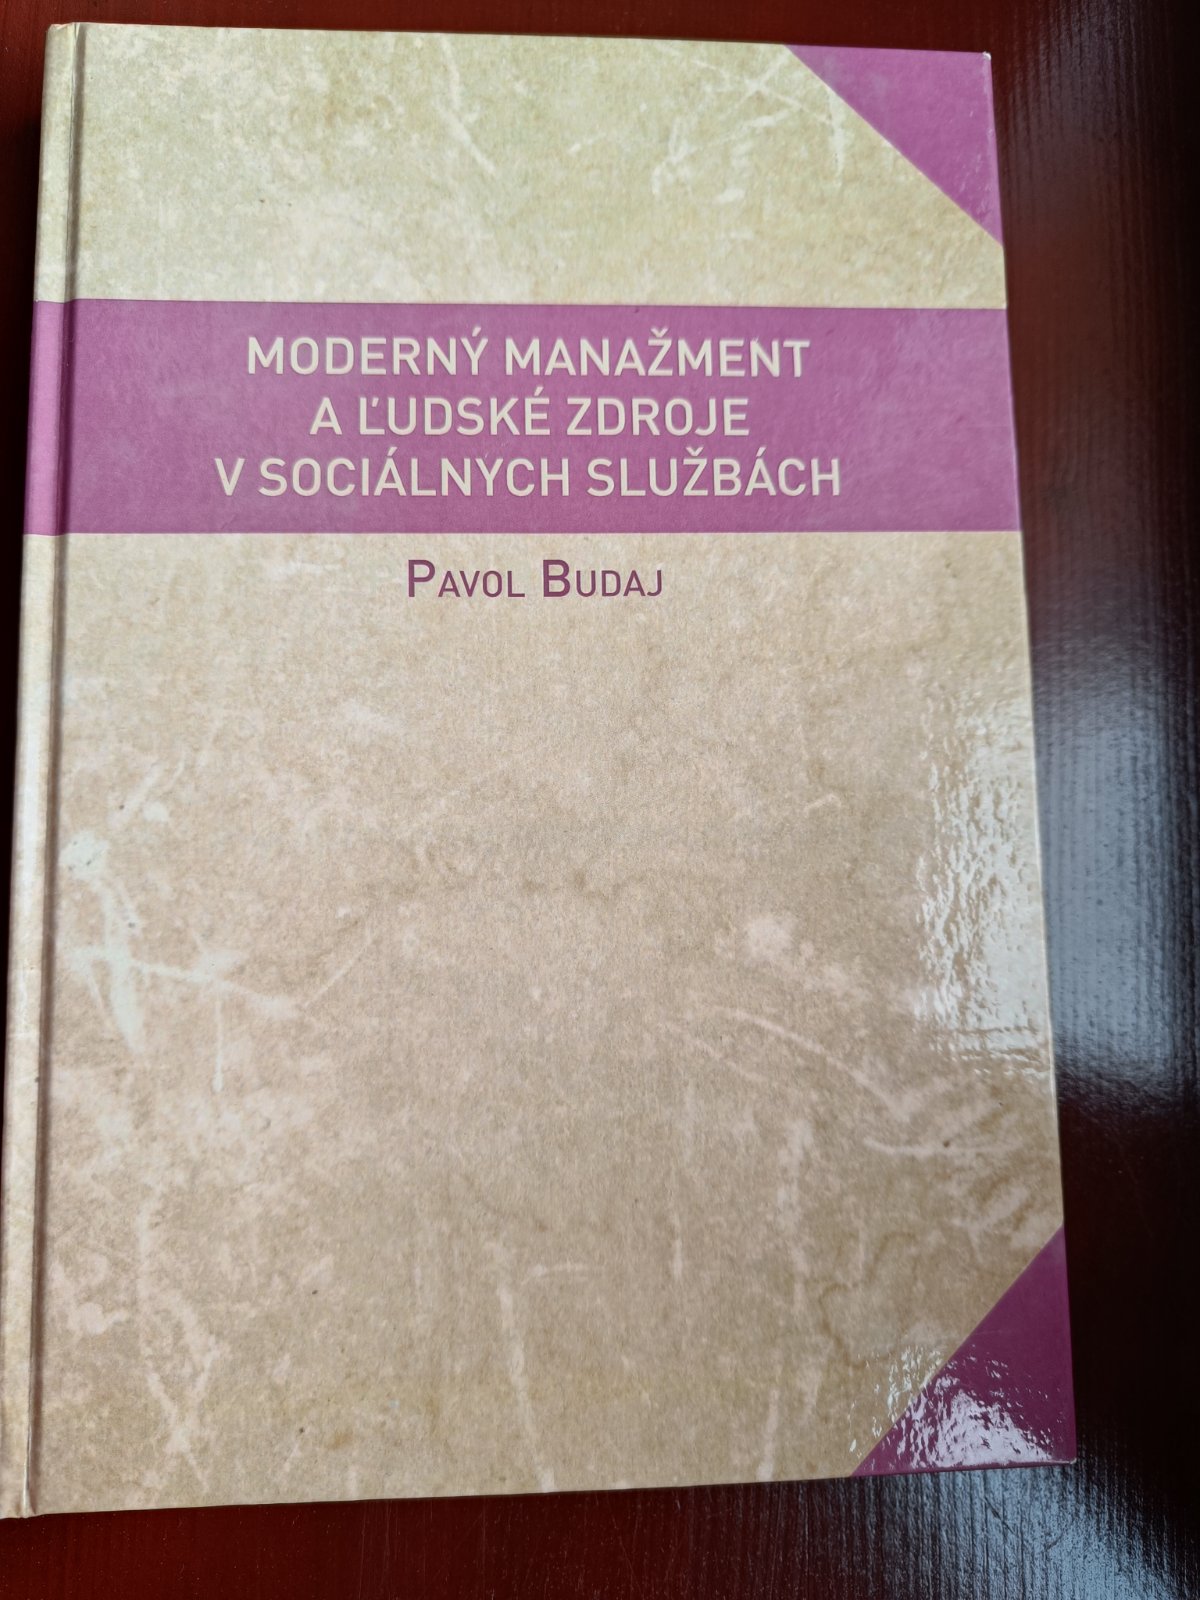 MODERNÝ MANAŽMENT
A ĽUDSKÉ ZDROJE
V SOCIÁLNYCH SLUŽBÁCH
PAVOL BUDAJ